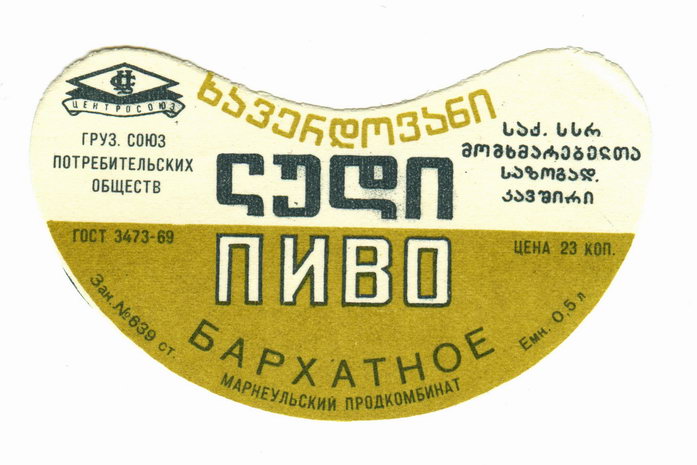 ЦЕНТРОСОЮЗ
ГРУЗ. СОЮЗ
ПОТРЕБИТЕЛЬСКИХ
ОБЩЕСТВ
ხავერდოვანი
ლუდი
საქ. სსრ
მომხმარებელთა
საზოგად.
კავშირი
ГОСТ 3473-69
ПИВО
ЦЕНА 23 КОП.
Зак. №639 ст.
БАРХАТНОЕ
Емк. 0,5 л
МАРНЕУЛЬСКИЙ ПРОДКОМБИНАТ